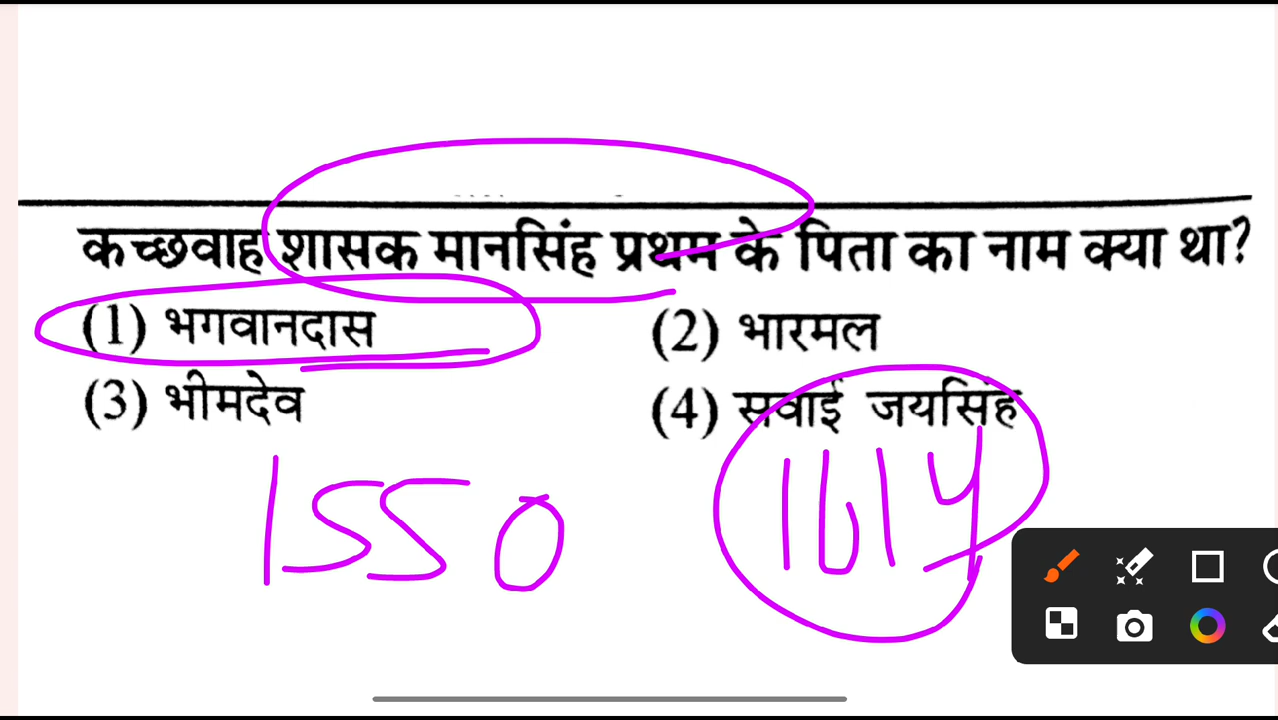 कच्छवाह शासक मानसिंह प्रथम के पिता का नाम क्या था?
(1) भगवानदास (2) भारमल
(3) भीमदेव (4) सवाई जयसिंह
1550 1614